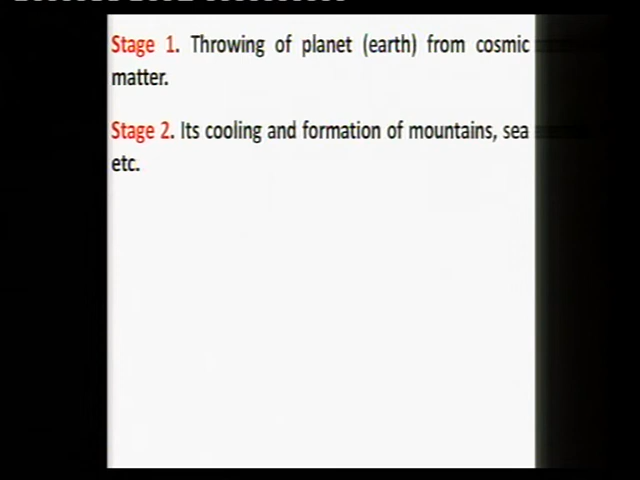 Stage 1. Throwing of planet (earth) from cosmic
matter.
Stage 2. Its cooling and formation of mountains, sea
etc.